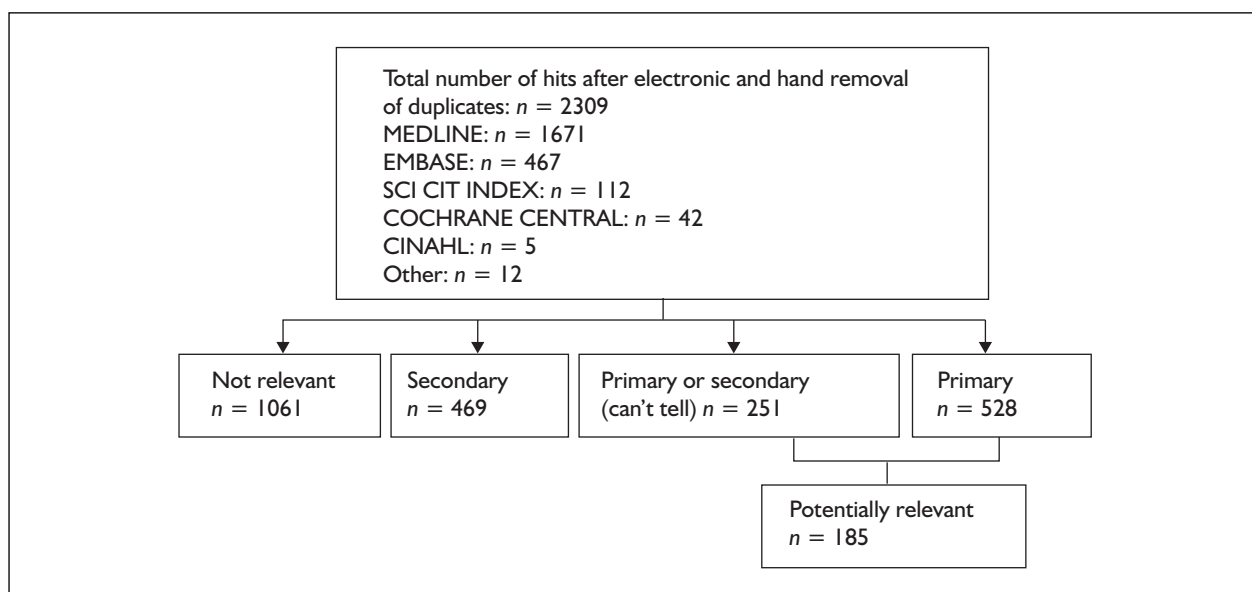 Total number of hits after electronic and hand removal
of duplicates: n = 2309
MEDLINE: n = 1671
EMBASE: n = 467
SCI CIT INDEX: n = 112
COCHRANE CENTRAL: n = 42
CINAHL: n = 5
Other: n = 12
Not relevant
n = 1061
Secondary
n = 469
Primary or secondary
(can't tell) n = 251
Primary
n = 528
Potentially relevant
n = 185